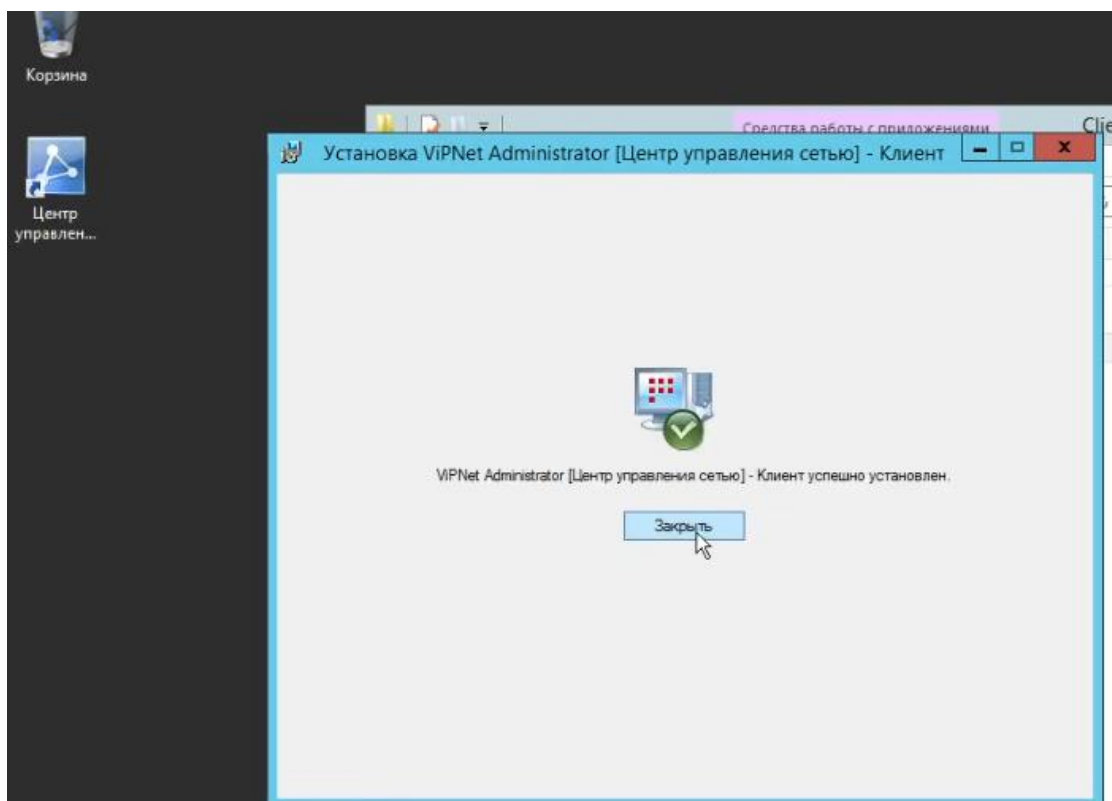 Корзина
Центр
управлен...
Средства работы с приложениями
Clie
Установка ViPNet Administrator [Центр управления сетью] - Клиент
ViPNet Administrator [Центр управления сетью] - Клиент успешно установлен.
Закрыть